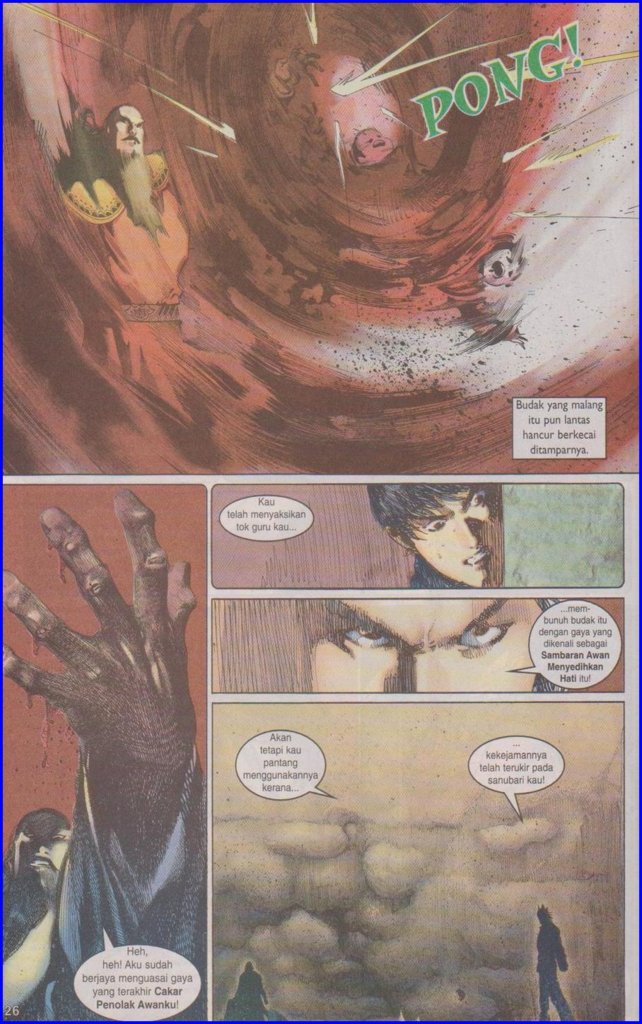 PONG!
Budak yang malang
itu pun lantas
hancur berkecai
ditamparnya.
Kau
telah menyaksikan
tok guru kau...
...mem-
bunuh budak itu
dengan gaya yang
dikenali sebagai
Sambaran Awan
Menyedihkan
Hati itu!
Heh,
heh! Aku sudah
berjaya menguasai gaya
yang terakhir Cakar
Penolak Awanku!
Akan
tetapi kau
pantang
menggunakannya
kerana...
...
kekejamannya
telah terukir pada
sanubari kau!
26